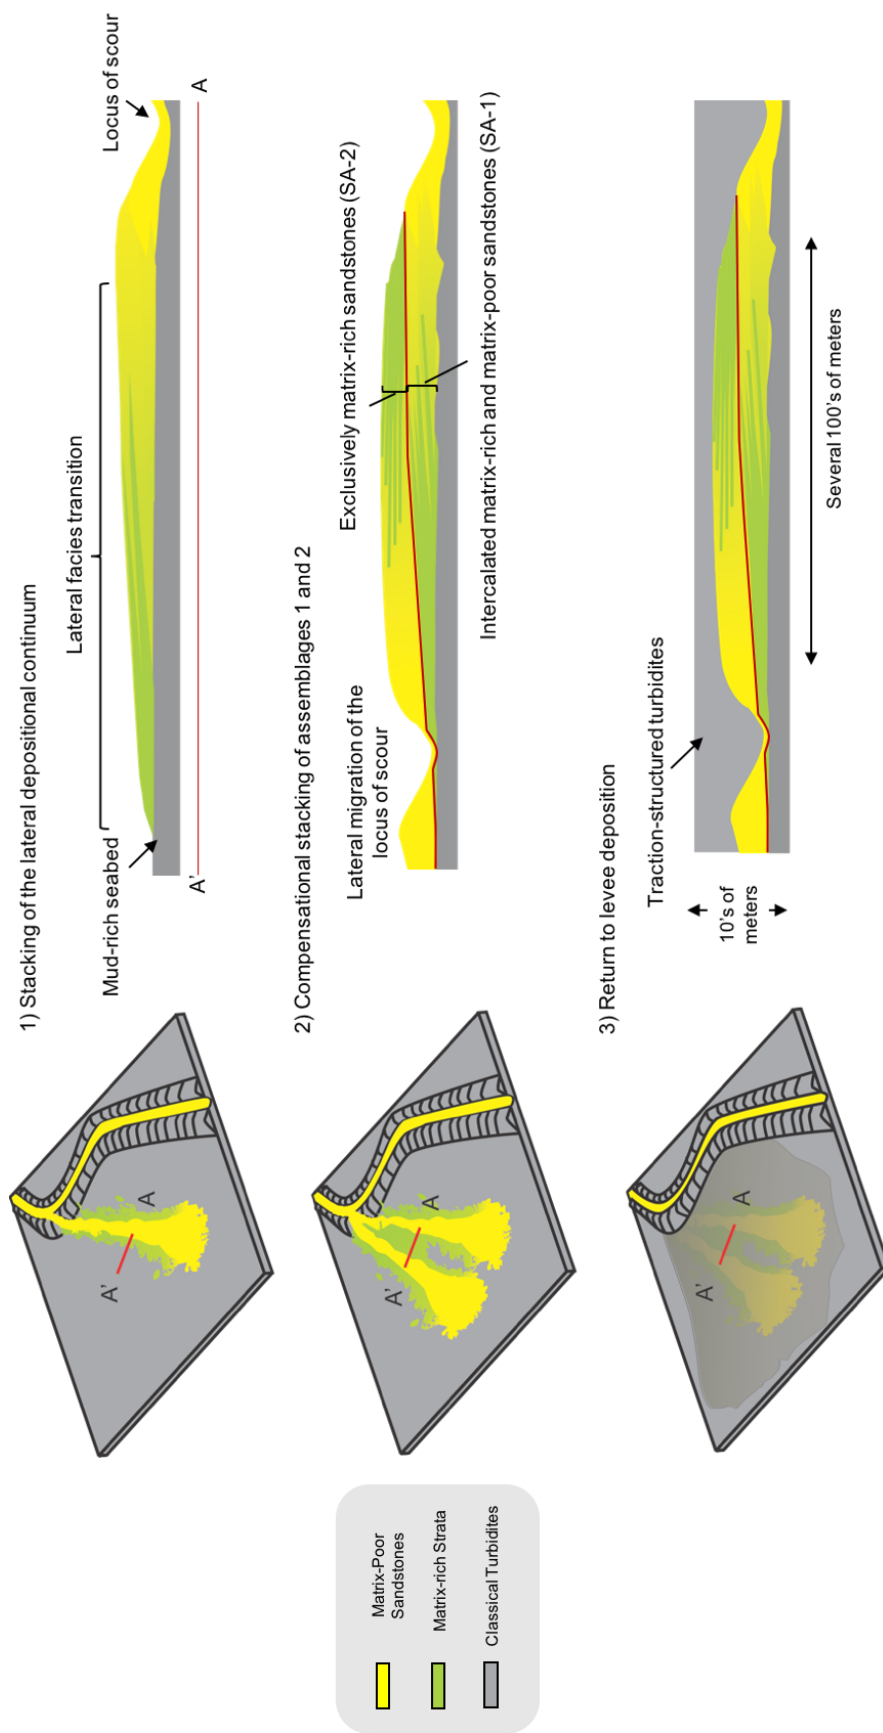 Matrix-Poor
Sandstones
Matrix-rich Strata
Classical Turbidites
1) Stacking of the lateral depositional continuum
Lateral facies transition
Locus of scour
Mud-rich seabed
A'
A
A'
A
2) Compensational stacking of assemblages 1 and 2
Exclusively matrix-rich sandstones (SA-2)
Lateral migration of the
locus of scour
Intercalated matrix-rich and matrix-poor sandstones (SA-1)
A'
A
3) Return to levee deposition
Traction-structured turbidites
10's of
meters
Several 100's of meters
A'
A